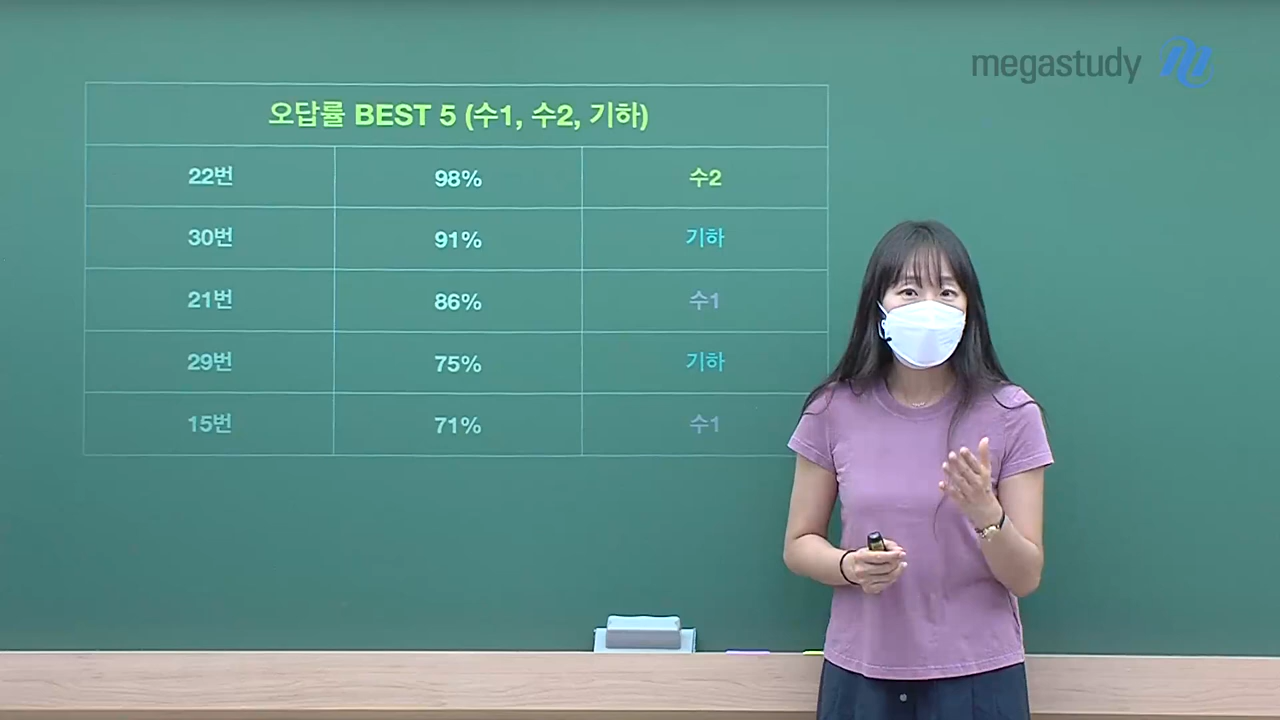 megastudy
오답률 BEST 5 (수1, 수2, 기하)
22번 98% 수2
30번 91% 기하
21번 86% 수1
29번 75% 기하
15번 71% 수1